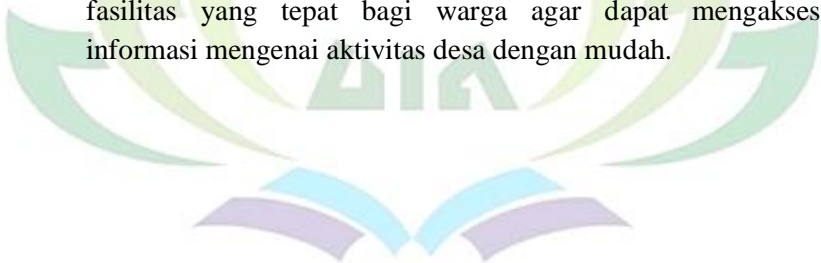 fasilitas yang tepat bagi warga agar dapat mengakses
informasi mengenai aktivitas desa dengan mudah.